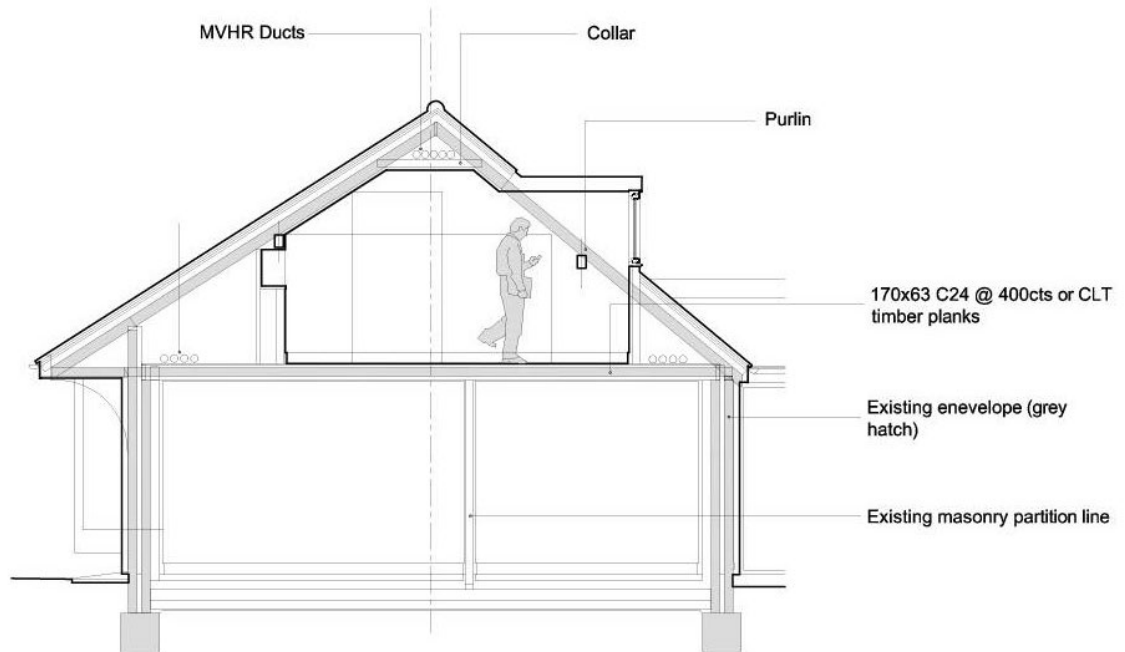 MVHR Ducts
Collar
Purlin
170x63 C24 @ 400cts or CLT
timber planks
Existing enevelope (grey
hatch)
Existing masonry partition line